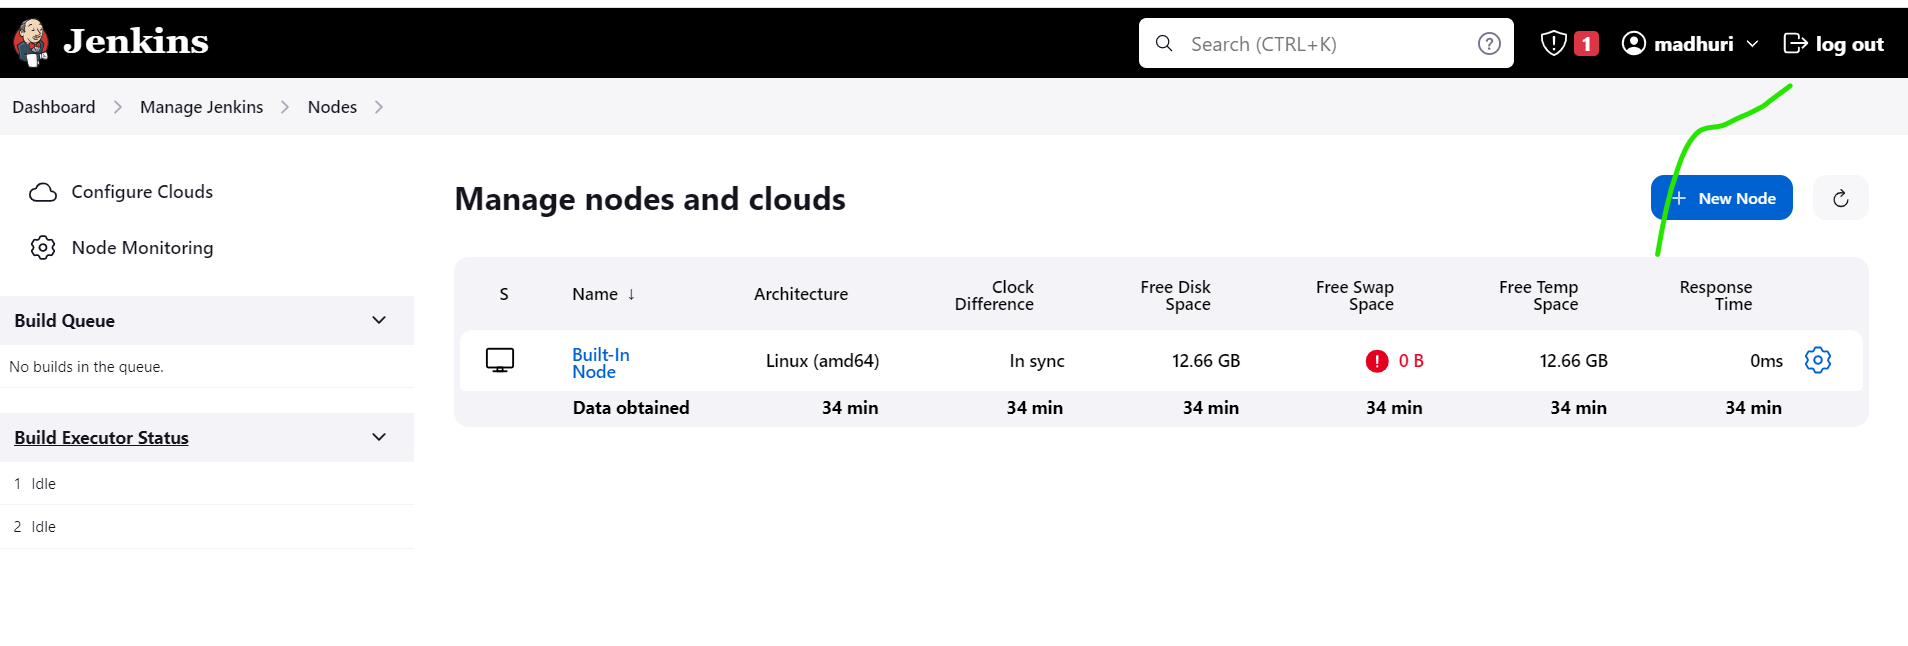 Jenkins
Search (CTRL+K)
?
1
madhuri
log out
Dashboard
Manage Jenkins
Nodes
Configure Clouds
Node Monitoring
Build Queue
No builds in the queue.
Build Executor Status
1 Idle
2 Idle
Manage nodes and clouds
+ New Node
S Name ↓ Architecture Clock Difference Free Disk Space Free Swap Space Free Temp Space Response Time
Built-In Node Linux (amd64) In sync 12.66 GB ! 0 B 12.66 GB 0ms
Data obtained 34 min 34 min 34 min 34 min 34 min 34 min